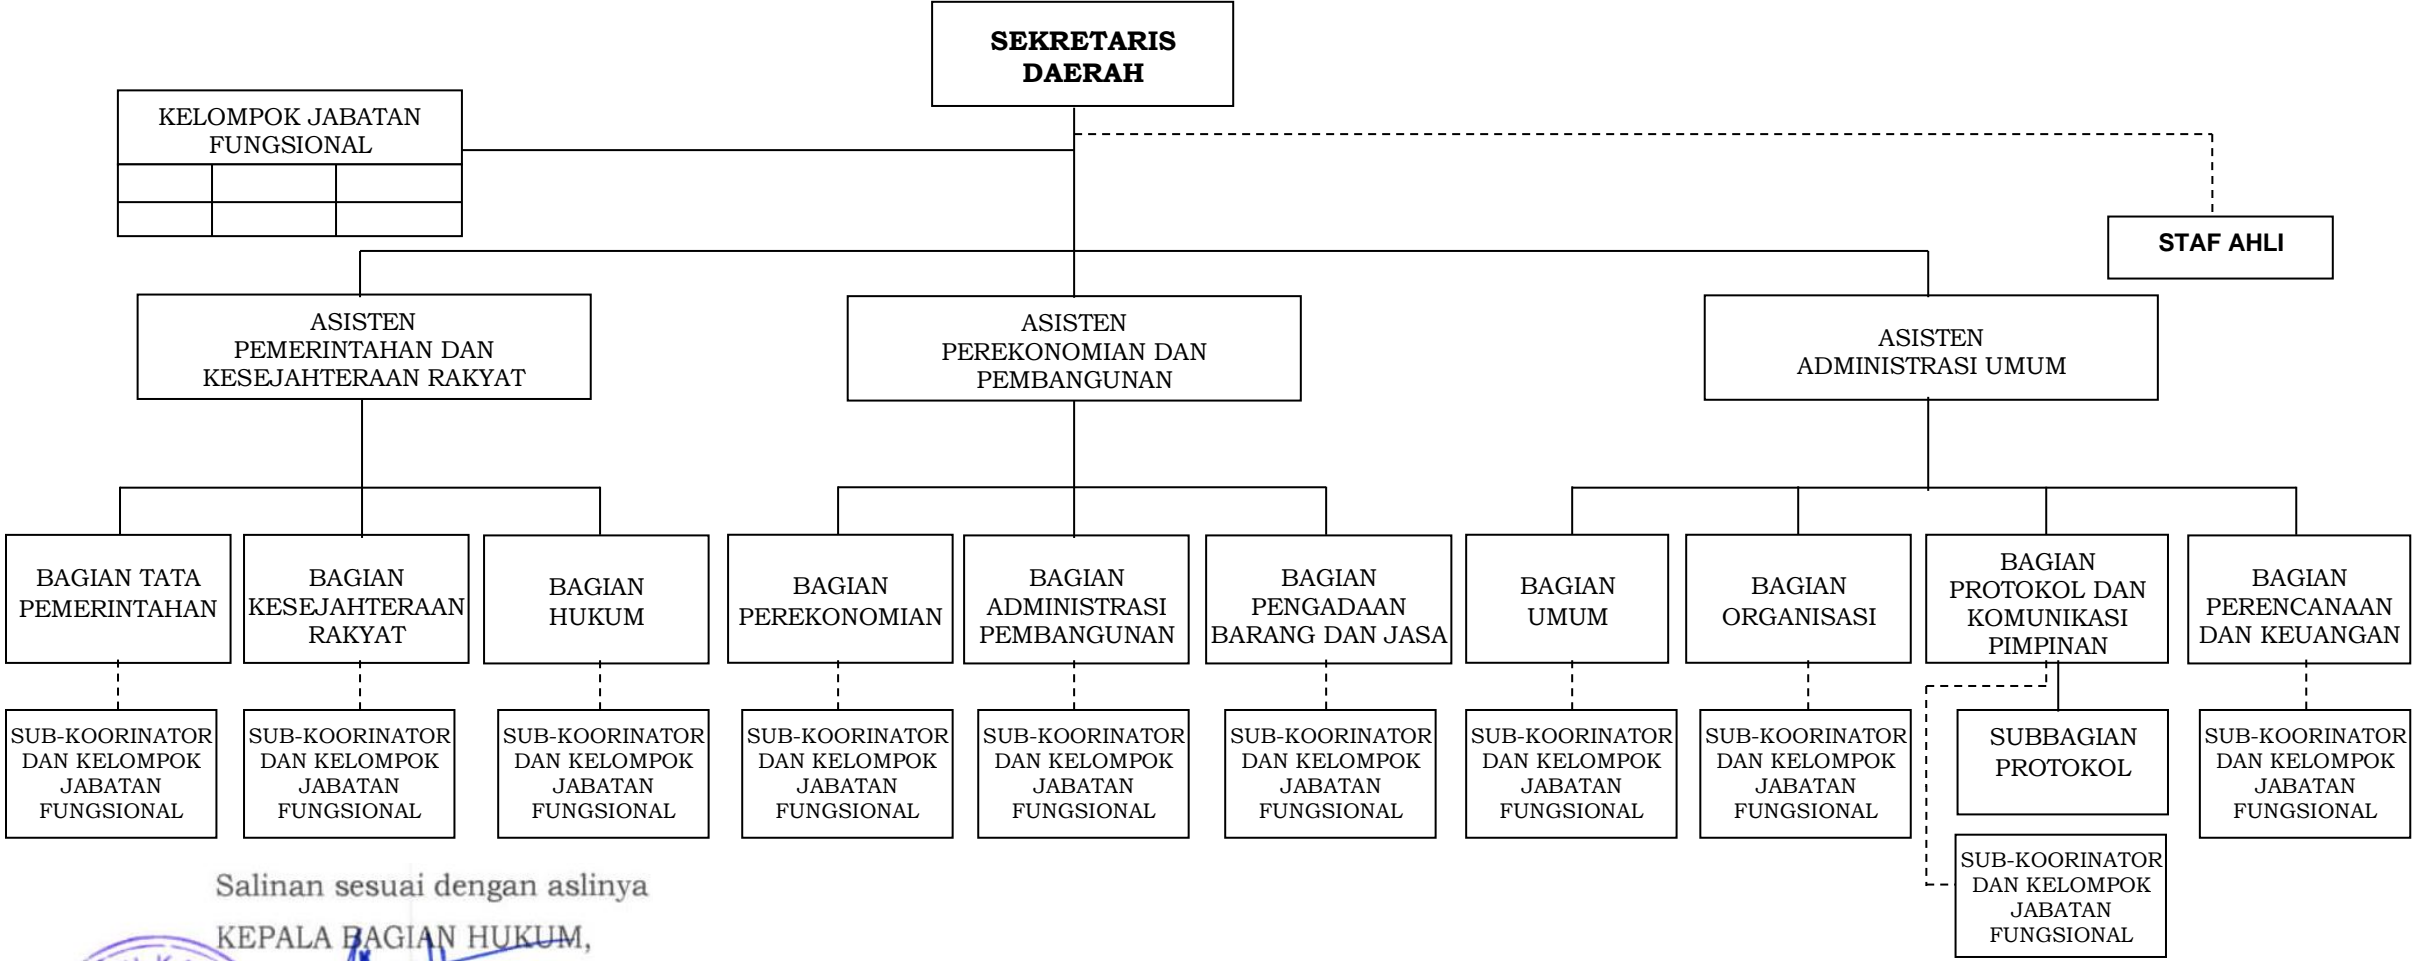 SEKRETARIS
DAERAH
KELOMPOK JABATAN
FUNGSIONAL
STAF AHLI
ASISTEN
PEMERINTAHAN DAN
KESEJAHTERAAN RAKYAT
ASISTEN
PEREKONOMIAN DAN
PEMBANGUNAN
ASISTEN
ADMINISTRASI UMUM
BAGIAN TATA
PEMERINTAHAN
BAGIAN
KESEJAHTERAAN
RAKYAT
BAGIAN
HUKUM
BAGIAN
PEREKONOMIAN
BAGIAN
ADMINISTRASI
PEMBANGUNAN
BAGIAN
PENGADAAN
BARANG DAN JASA
BAGIAN
UMUM
BAGIAN
ORGANISASI
BAGIAN
PROTOKOL DAN
KOMUNIKASI
PIMPINAN
BAGIAN
PERENCANAAN
DAN KEUANGAN
SUB-KOORINATOR
DAN KELOMPOK
JABATAN
FUNGSIONAL
SUB-KOORINATOR
DAN KELOMPOK
JABATAN
FUNGSIONAL
SUB-KOORINATOR
DAN KELOMPOK
JABATAN
FUNGSIONAL
SUB-KOORINATOR
DAN KELOMPOK
JABATAN
FUNGSIONAL
SUB-KOORINATOR
DAN KELOMPOK
JABATAN
FUNGSIONAL
SUB-KOORINATOR
DAN KELOMPOK
JABATAN
FUNGSIONAL
SUB-KOORINATOR
DAN KELOMPOK
JABATAN
FUNGSIONAL
SUB-KOORINATOR
DAN KELOMPOK
JABATAN
FUNGSIONAL
SUBBAGIAN
PROTOKOL
SUB-KOORINATOR
DAN KELOMPOK
JABATAN
FUNGSIONAL
SUB-KOORINATOR
DAN KELOMPOK
JABATAN
FUNGSIONAL
Salinan sesuai dengan aslinya
KEPALA BAGIAN HUKUM,